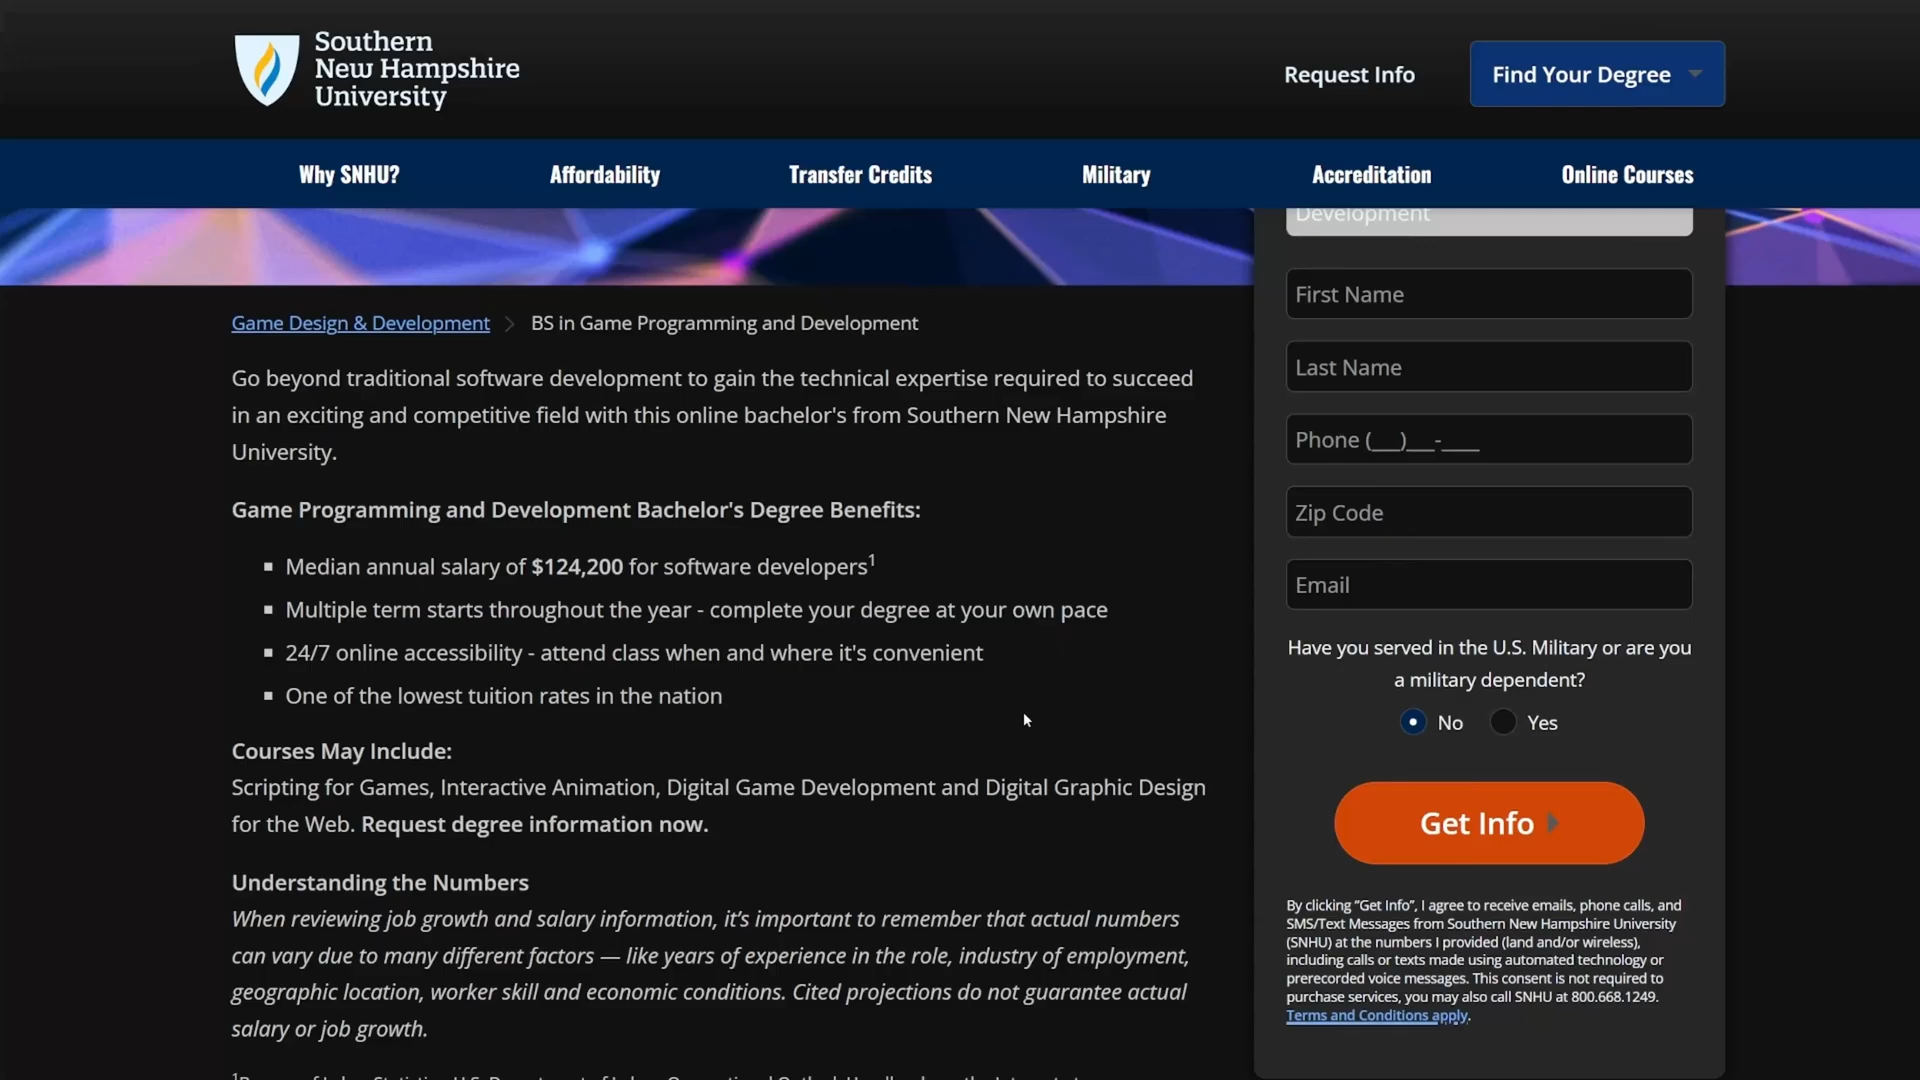 Southern
New Hampshire
University
Request Info
Find Your Degree
Why SNHU?
Affordability
Transfer Credits
Military
Accreditation
Online Courses
Development
Game Design & Development
BS in Game Programming and Development
Go beyond traditional software development to gain the technical expertise required to succeed
in an exciting and competitive field with this online bachelor's from Southern New Hampshire
University.
Game Programming and Development Bachelor's Degree Benefits:
Median annual salary of $124,200 for software developers1
Multiple term starts throughout the year - complete your degree at your own pace
24/7 online accessibility - attend class when and where it's convenient
One of the lowest tuition rates in the nation
Courses May Include:
Scripting for Games, Interactive Animation, Digital Game Development and Digital Graphic Design
for the Web. Request degree information now.
Understanding the Numbers
When reviewing job growth and salary information, it’s important to remember that actual numbers
can vary due to many different factors — like years of experience in the role, industry of employment,
geographic location, worker skill and economic conditions. Cited projections do not guarantee actual
salary or job growth.
First Name
Last Name
Phone (___)___-____
Zip Code
Email
Have you served in the U.S. Military or are you
a military dependent?
No
Yes
Get Info
By clicking “Get Info”, I agree to receive emails, phone calls, and
SMS/Text Messages from Southern New Hampshire University
(SNHU) at the numbers I provided (land and/or wireless),
including calls or texts made using automated technology or
prerecorded voice messages. This consent is not required to
purchase services, you may also call SNHU at 800.668.1249.
Terms and Conditions apply.